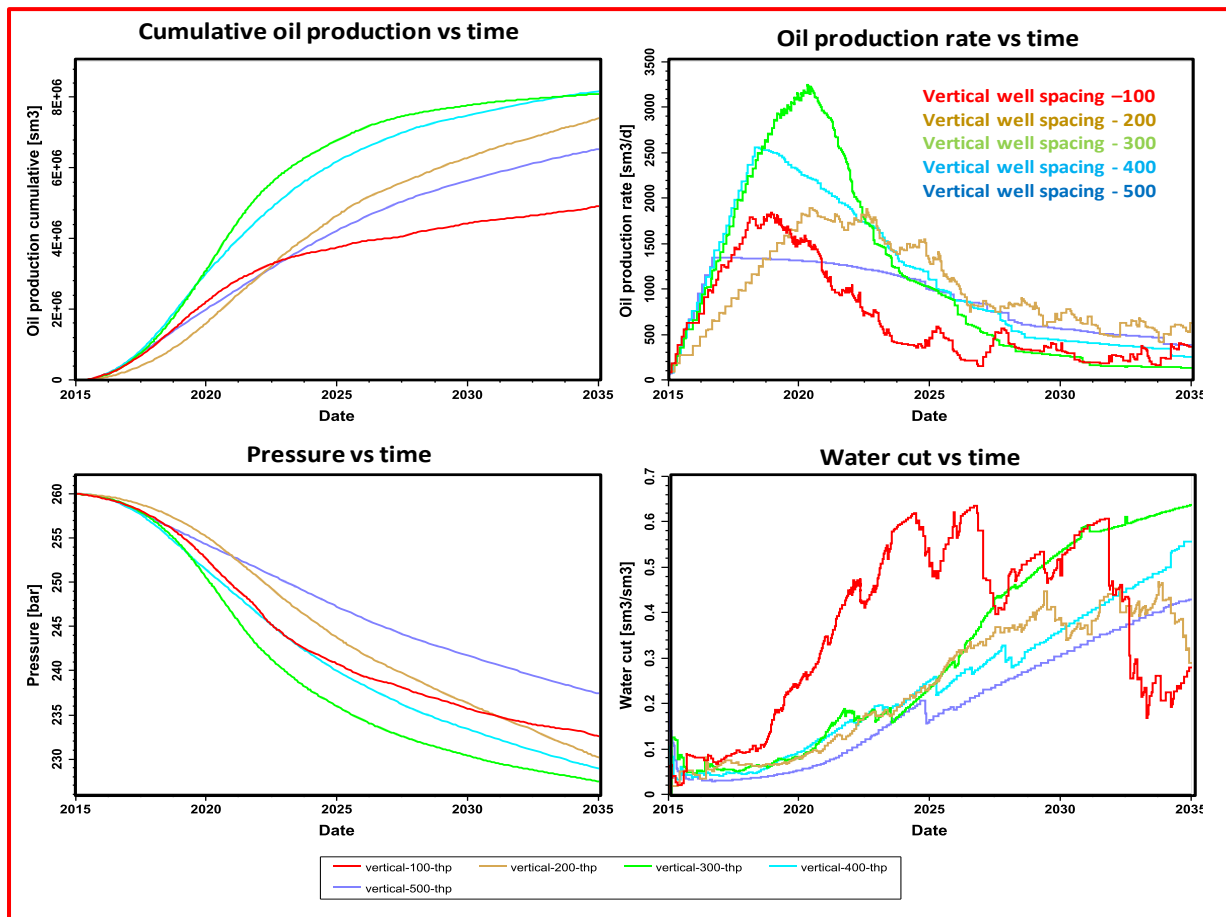 Cumulative oil production vs time
Oil production cumulative [sm3]
0
2E+06
4E+06
6E+06
8E+06
2015
2020
2025
2030
2035
Date
Oil production rate vs time
Oil production rate [sm3/d]
0
500
1000
1500
2000
2500
3000
3500
Vertical well spacing –100
Vertical well spacing - 200
Vertical well spacing - 300
Vertical well spacing - 400
Vertical well spacing - 500
2015
2020
2025
2030
2035
Date
Pressure vs time
Pressure [bar]
230
235
240
245
250
255
260
2015
2020
2025
2030
2035
Date
Water cut vs time
Water cut [sm3/sm3]
0
0.1
0.2
0.3
0.4
0.5
0.6
0.7
2015
2020
2025
2030
2035
Date
vertical-100-thp
vertical-200-thp
vertical-300-thp
vertical-400-thp
vertical-500-thp